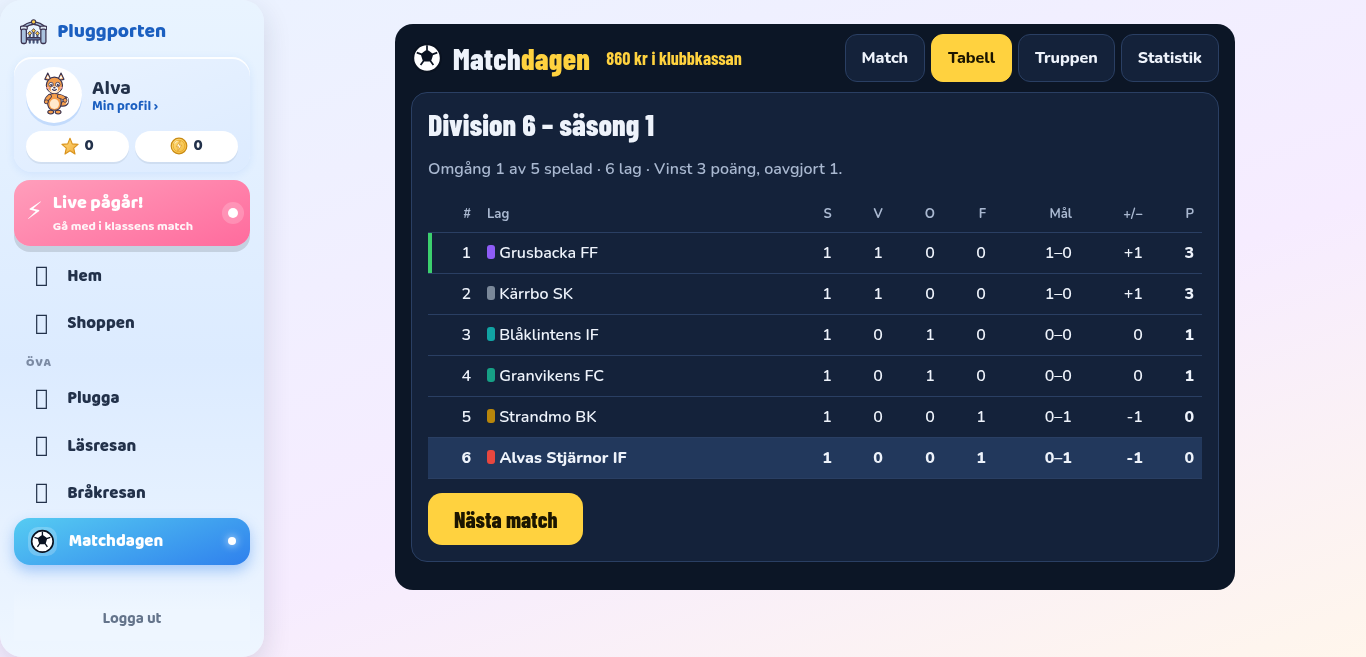 Pluggporten
Alva
Min profil ›
0
0
Live pågår!
Gå med i klassens match
Hem
Shoppen
ÖVA
Plugga
Läsresan
Bråkresan
Matchdagen
Logga ut
Matchdagen 860 kr i klubbkassan
Match Tabell Truppen Statistik
Division 6 – säsong 1
Omgång 1 av 5 spelad · 6 lag · Vinst 3 poäng, oavgjort 1.
# Lag S V O F Mål +/− P
1 Grusbacka FF 1 1 0 0 1–0 +1 3
2 Kärrbo SK 1 1 0 0 1–0 +1 3
3 Blåklintens IF 1 0 1 0 0–0 0 1
4 Granvikens FC 1 0 1 0 0–0 0 1
5 Strandmo BK 1 0 0 1 0–1 -1 0
6 Alvas Stjärnor IF 1 0 0 1 0–1 -1 0
Nästa match